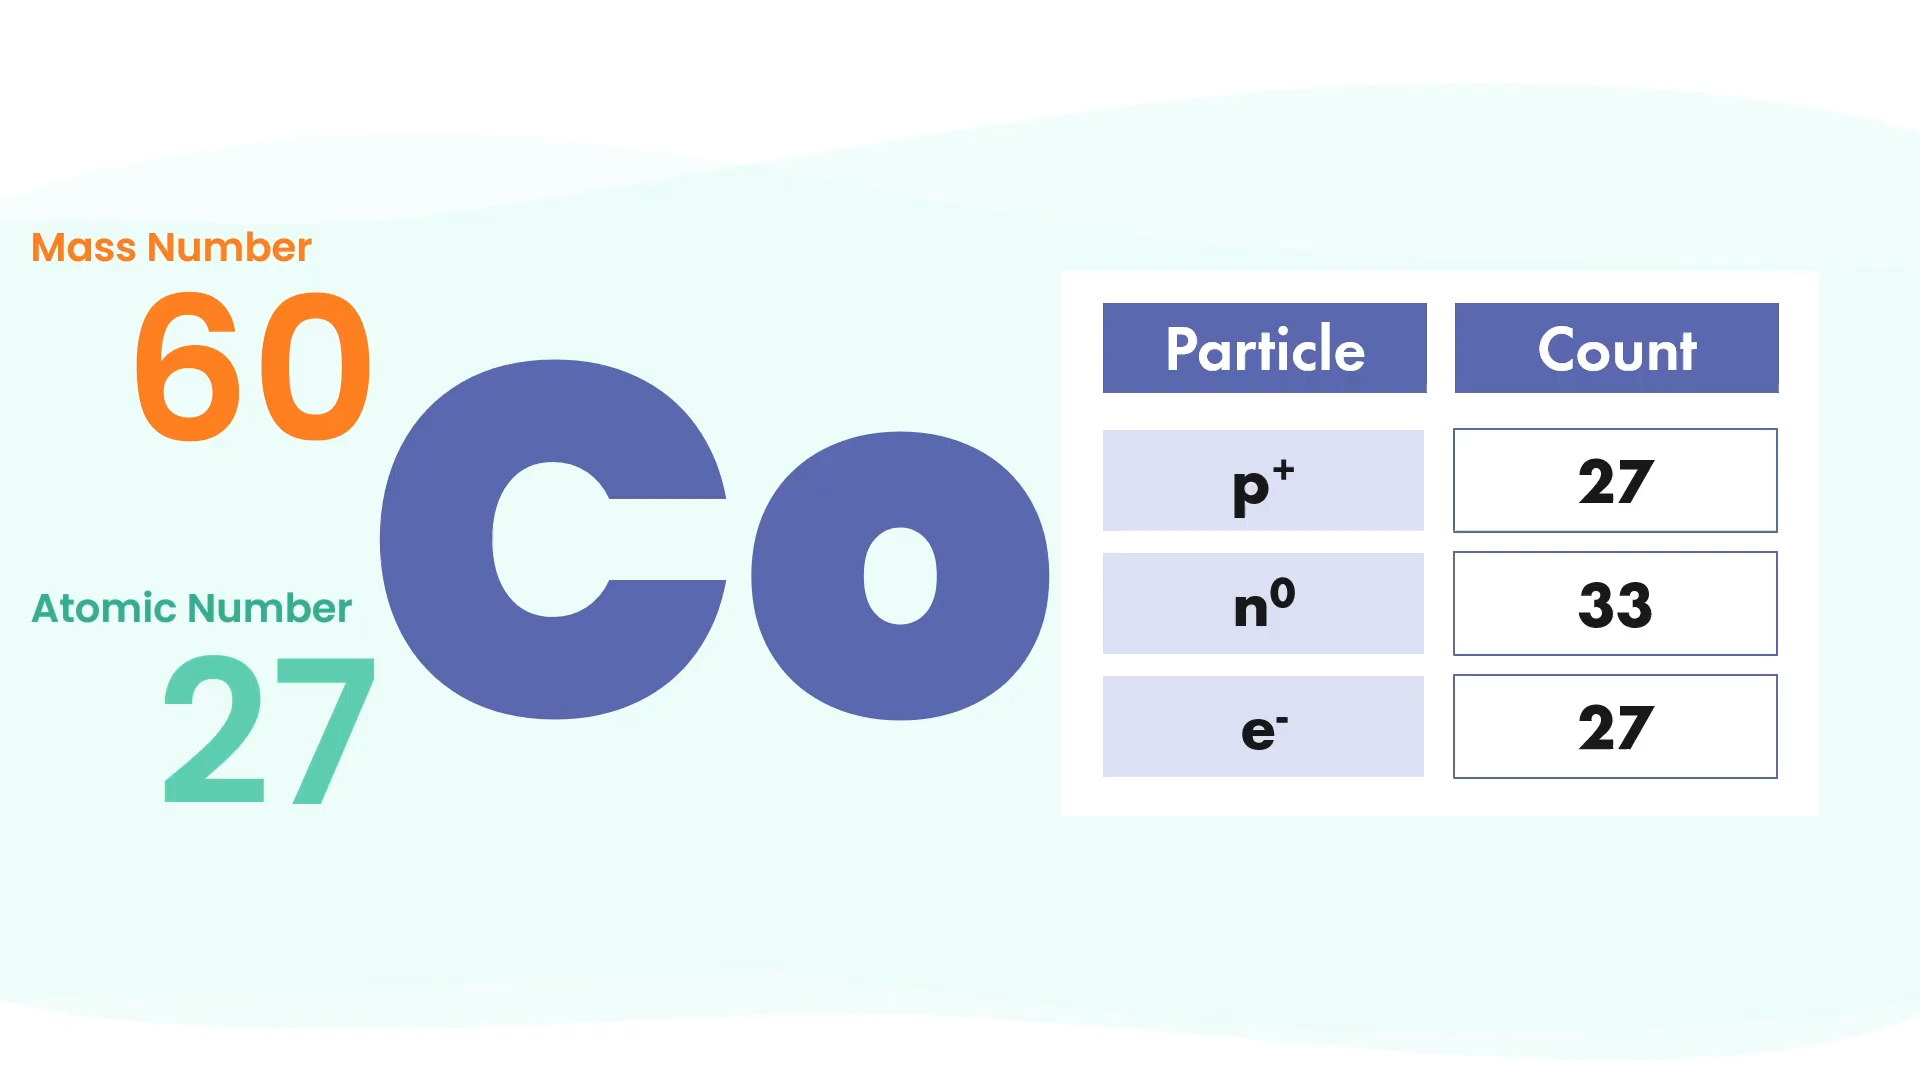 Mass Number
60
Atomic Number
27
Co
Particle Count
p⁺ 27
n⁰ 33
e⁻ 27